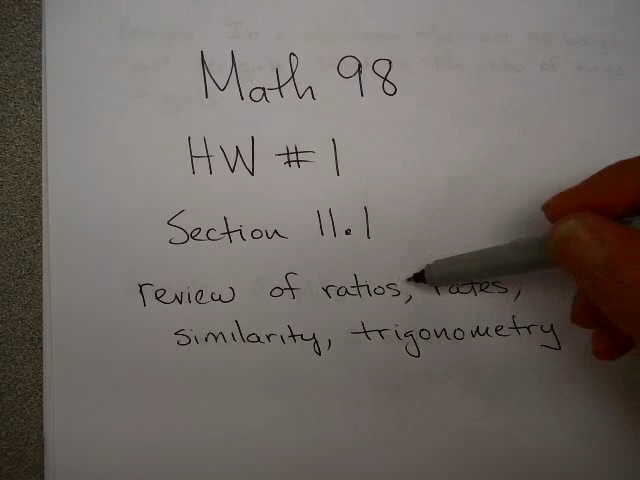 Math 98
HW #1
Section 11.1
review of ratios, rates,
similarity, trigonometry